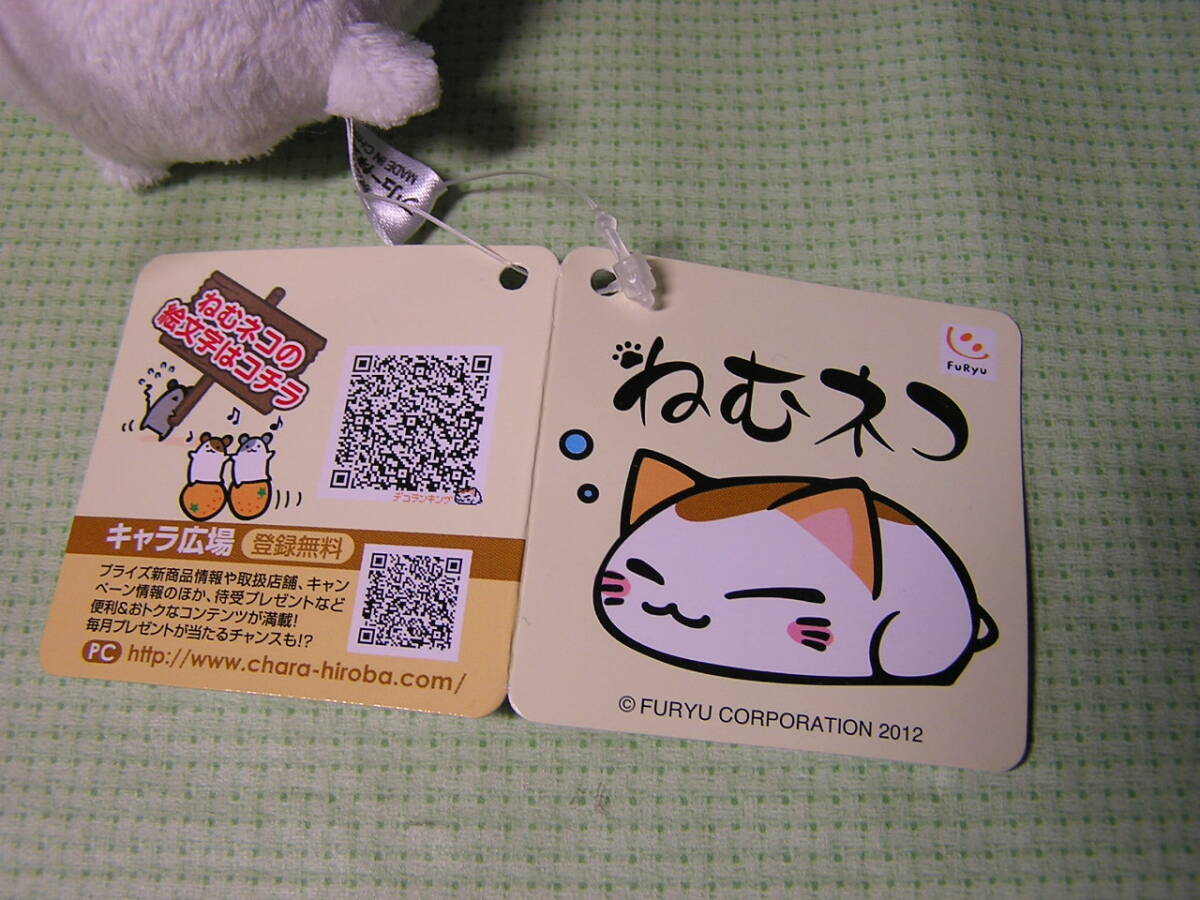 MADE IN
ねむネコの
絵文字はコチラ
デコランキング
キャラ広場 登録無料
プライズ新商品情報や取扱店舗、キャン
ペーン情報のほか、待受プレゼントなど
便利&おトクなコンテンツが満載!
毎月プレゼントが当たるチャンスも!?
PC http://www.chara-hiroba.com/
FuRyu
ねむネコ
© FURYU CORPORATION 2012